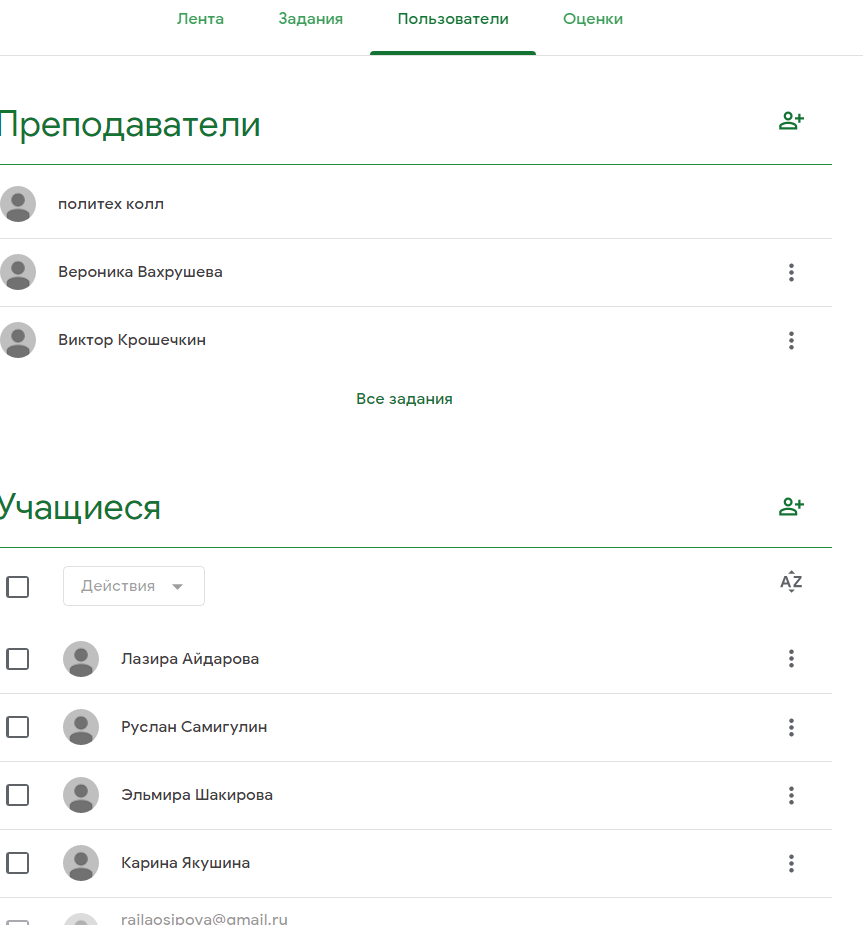 Лента Задания Пользователи Оценки
Преподаватели
политех колл
Вероника Вахрушева
Виктор Крошечкин
Все задания
Учащиеся
Действия
AZ
Лазира Айдарова
Руслан Самигулин
Эльмира Шакирова
Карина Якушина
railaosipova@gmail.ru